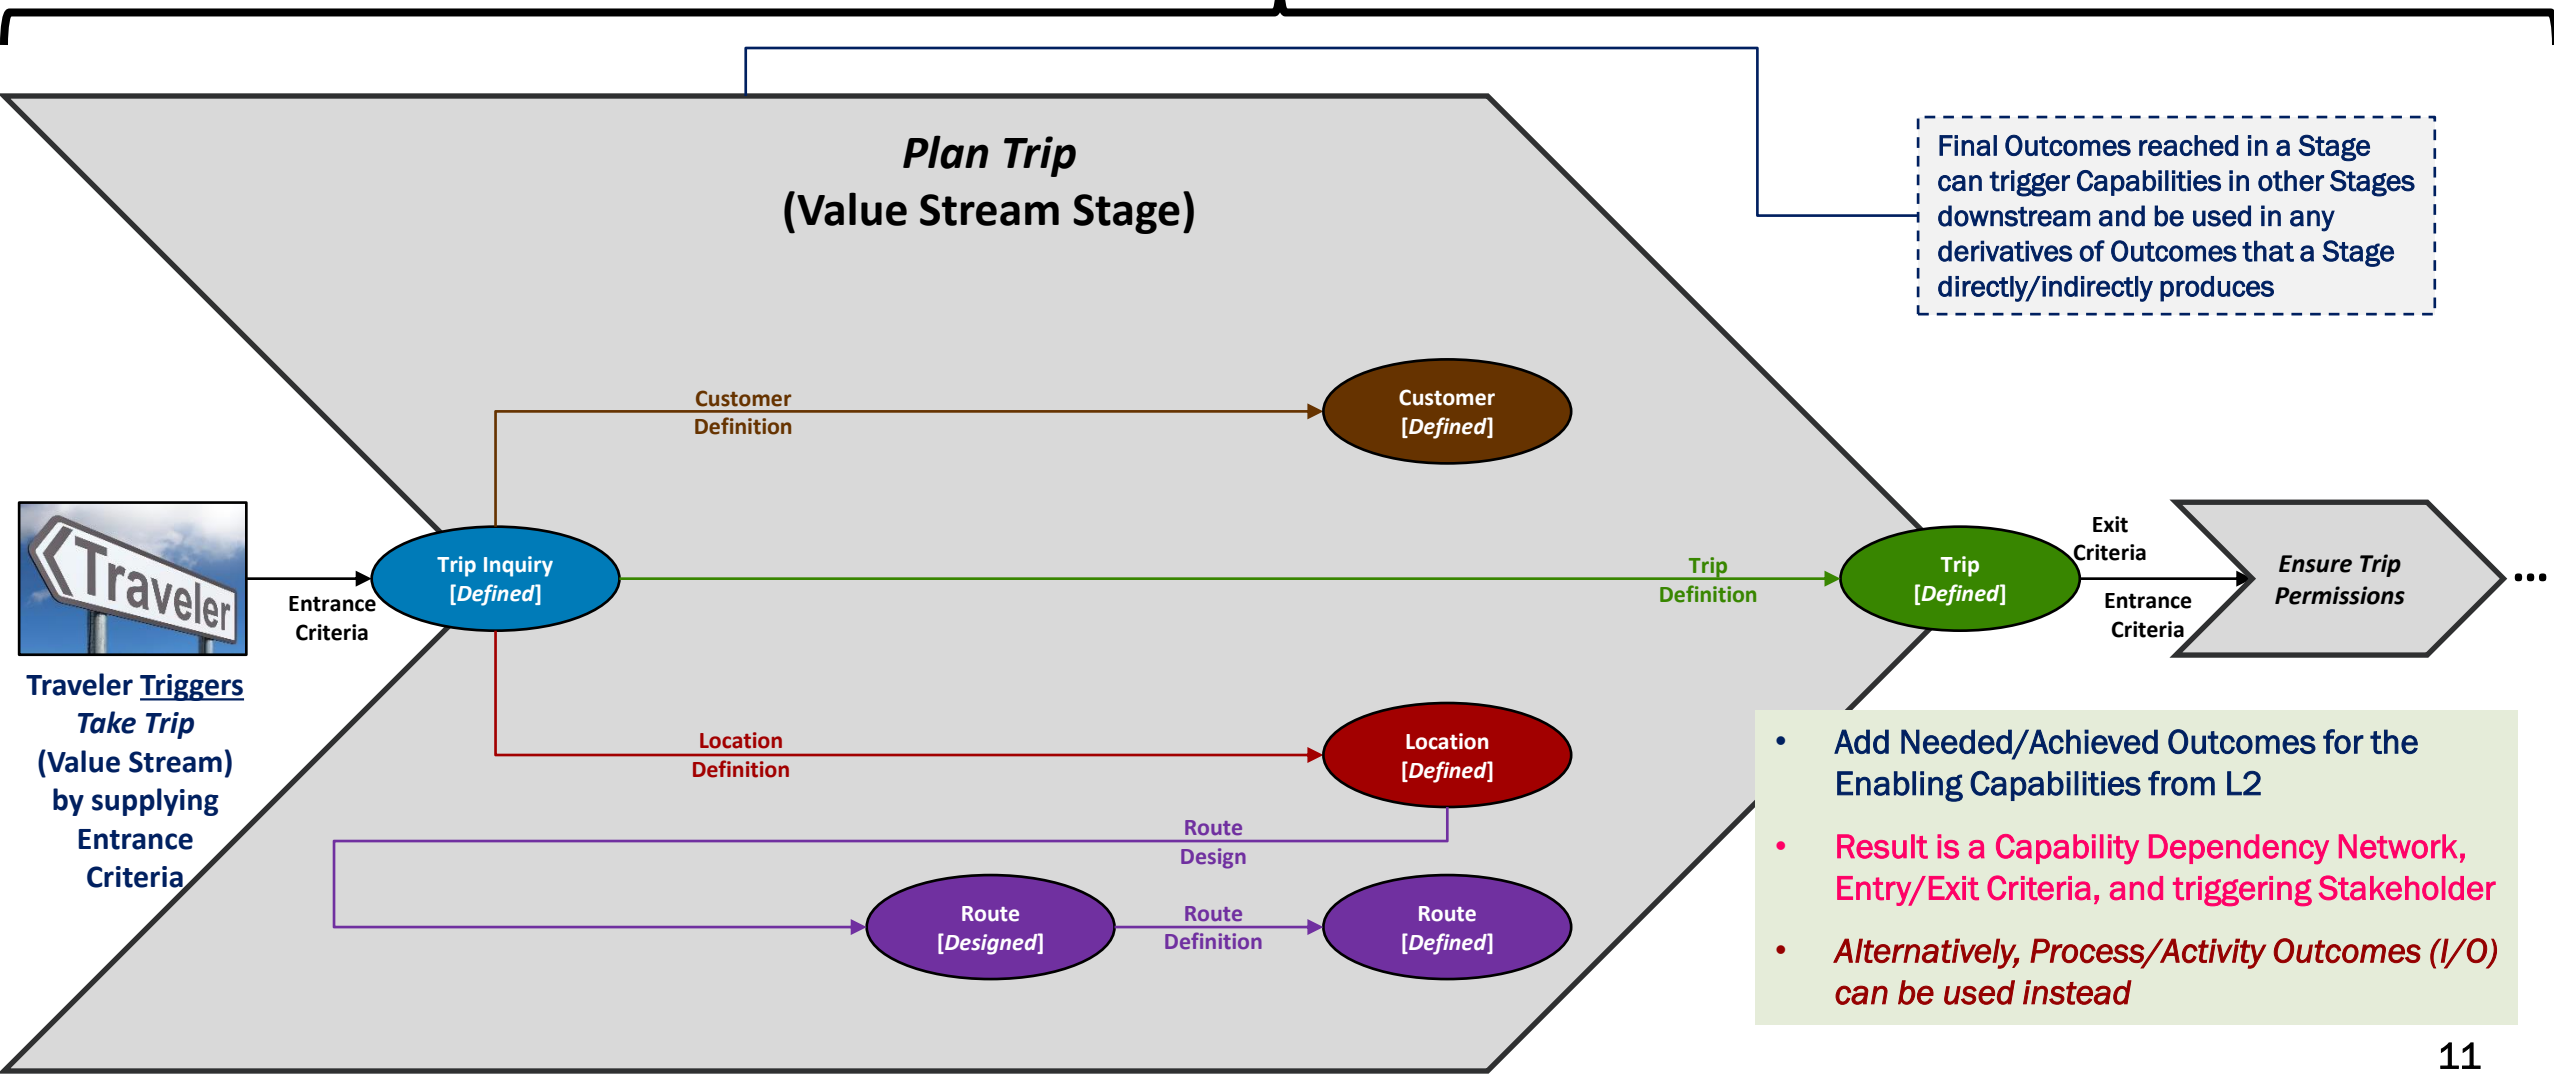 Plan Trip
(Value Stream Stage)
Final Outcomes reached in a Stage
can trigger Capabilities in other Stages
downstream and be used in any
derivatives of Outcomes that a Stage
directly/indirectly produces
Customer
Definition
Customer
[Defined]
Traveler
Entrance
Criteria
Trip Inquiry
[Defined]
Trip
Definition
Trip
[Defined]
Exit
Criteria
Entrance
Criteria
Ensure Trip
Permissions
...
Traveler Triggers
Take Trip
(Value Stream)
by supplying
Entrance
Criteria
Location
Definition
Location
[Defined]
Route
Design
Route
[Designed]
Route
Definition
Route
[Defined]
• Add Needed/Achieved Outcomes for the
Enabling Capabilities from L2
• Result is a Capability Dependency Network,
Entry/Exit Criteria, and triggering Stakeholder
• Alternatively, Process/Activity Outcomes (I/O)
can be used instead
11